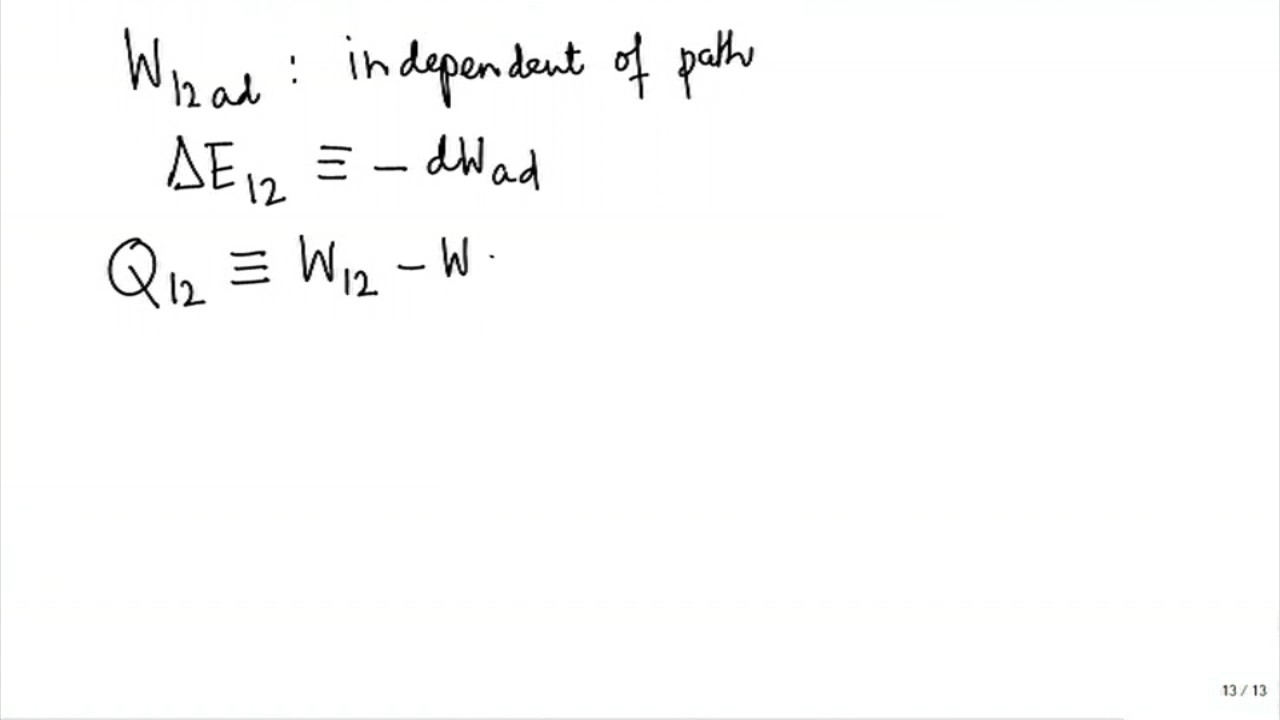 W₁₂ ad : independent of path
ΔE₁₂ ≡ − dWad
Q₁₂ ≡ W₁₂ − W
13 / 13